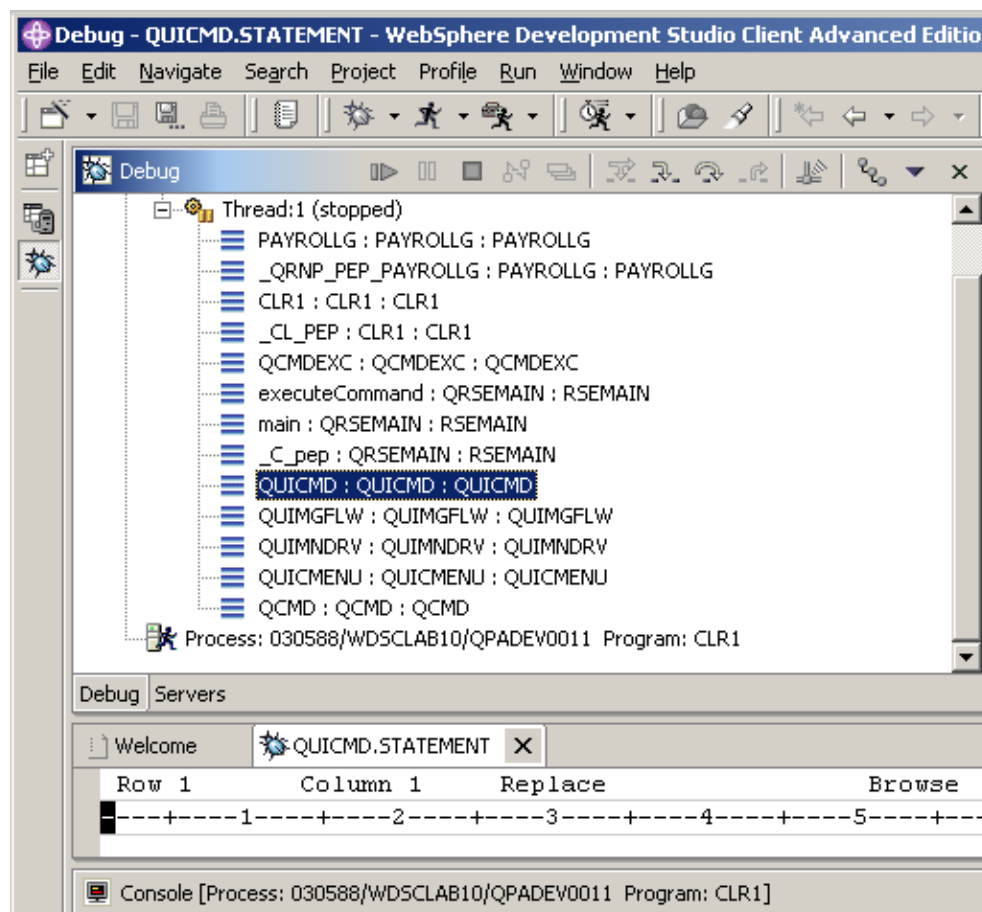 Debug - QUICMD.STATEMENT - WebSphere Development Studio Client Advanced Editio
File Edit Navigate Search Project Profile Run Window Help
Debug
Thread:1 (stopped)
PAYROLLG : PAYROLLG : PAYROLLG
_QRNP_PEP_PAYROLLG : PAYROLLG : PAYROLLG
CLR1 : CLR1 : CLR1
_CL_PEP : CLR1 : CLR1
QCMDEXC : QCMDEXC : QCMDEXC
executeCommand : QRSEMAIN : RSEMAIN
main : QRSEMAIN : RSEMAIN
_C_pep : QRSEMAIN : RSEMAIN
QUICMD : QUICMD : QUICMD
QUIMGFLW : QUIMGFLW : QUIMGFLW
QUIMNDRV : QUIMNDRV : QUIMNDRV
QUICMENU : QUICMENU : QUICMENU
QCMD : QCMD : QCMD
Process: 030588/WDSCLAB10/QPADEV0011 Program: CLR1
Debug Servers
Welcome QUICMD.STATEMENT
Row 1 Column 1 Replace Browse
----+----1----+----2----+----3----+----4----+----5----+---
Console [Process: 030588/WDSCLAB10/QPADEV0011 Program: CLR1]